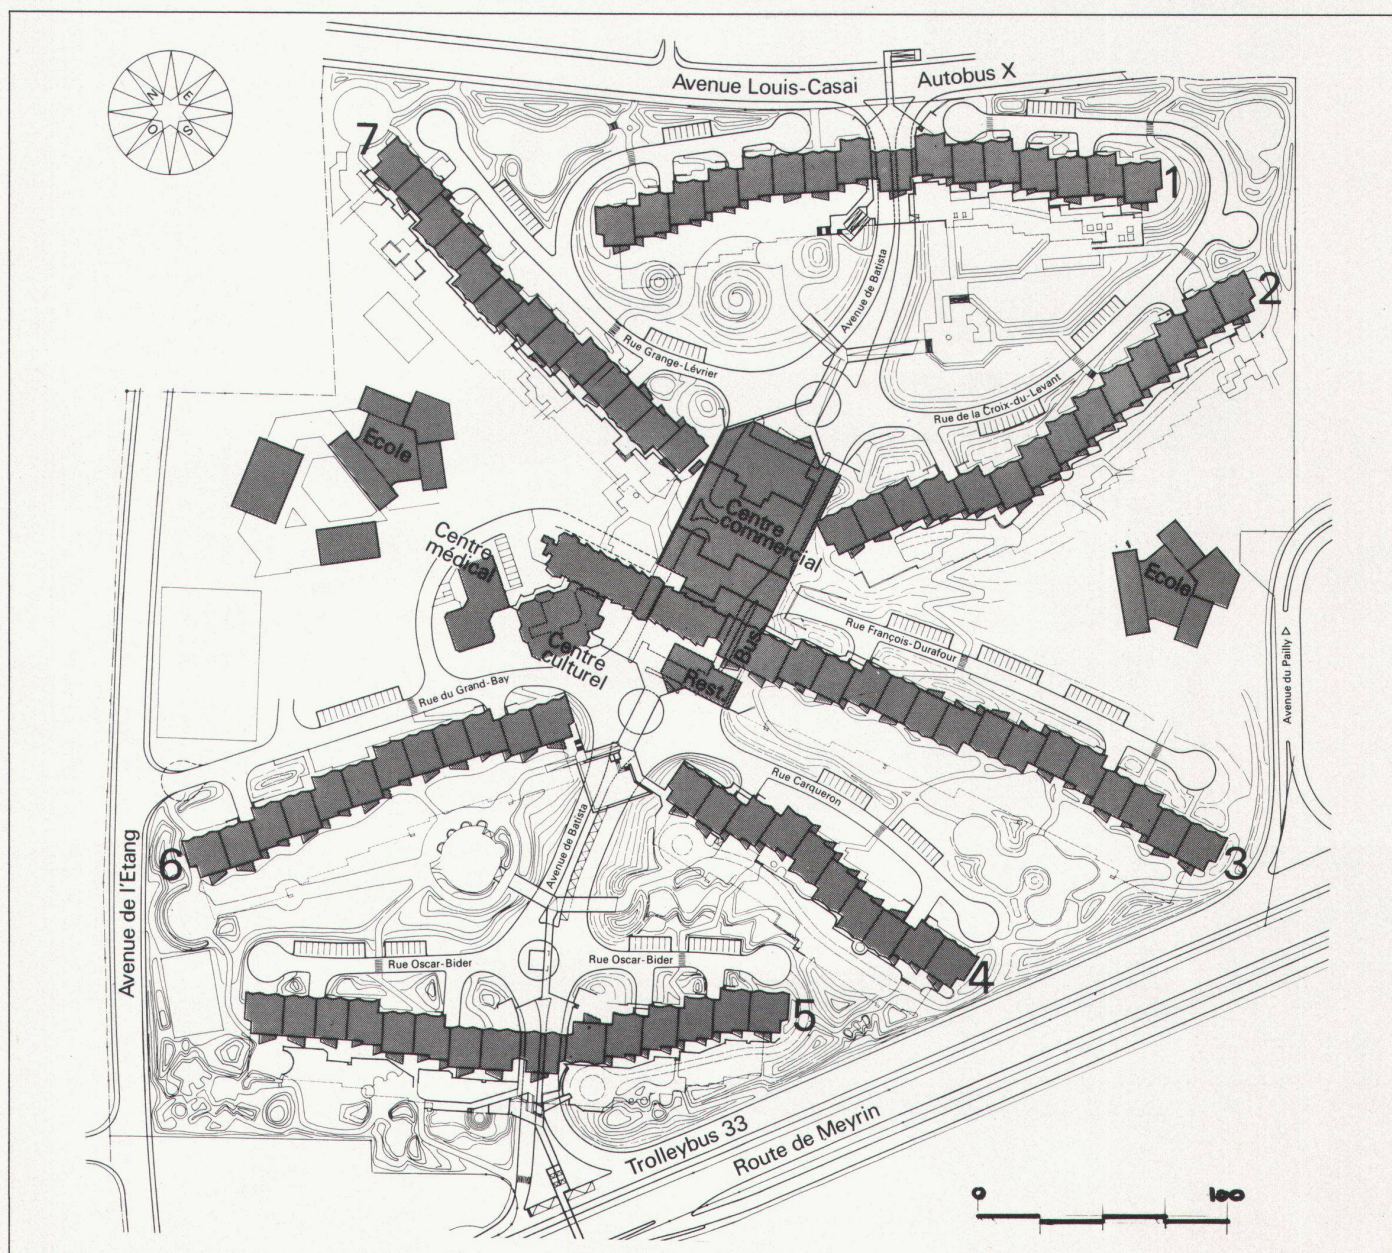 Avenue Louis-Casai
Autobus X
N
E
O
S
7
1
2
Avenue de Batista
Rue Grange-Lévrier
Rue de la Croix-du-Levant
Ecole
Centre
commercial
Centre
médical
Ecole
Rue François-Durafour
Bus
Centre
culturel
Rest.
Rue du Grand-Bay
Avenue du Pailly
Rue Carqueron
Avenue de Batista
6
3
Avenue de l'Etang
Rue Oscar-Bider
Rue Oscar-Bider
4
5
Trolleybus 33
Route de Meyrin
0
100